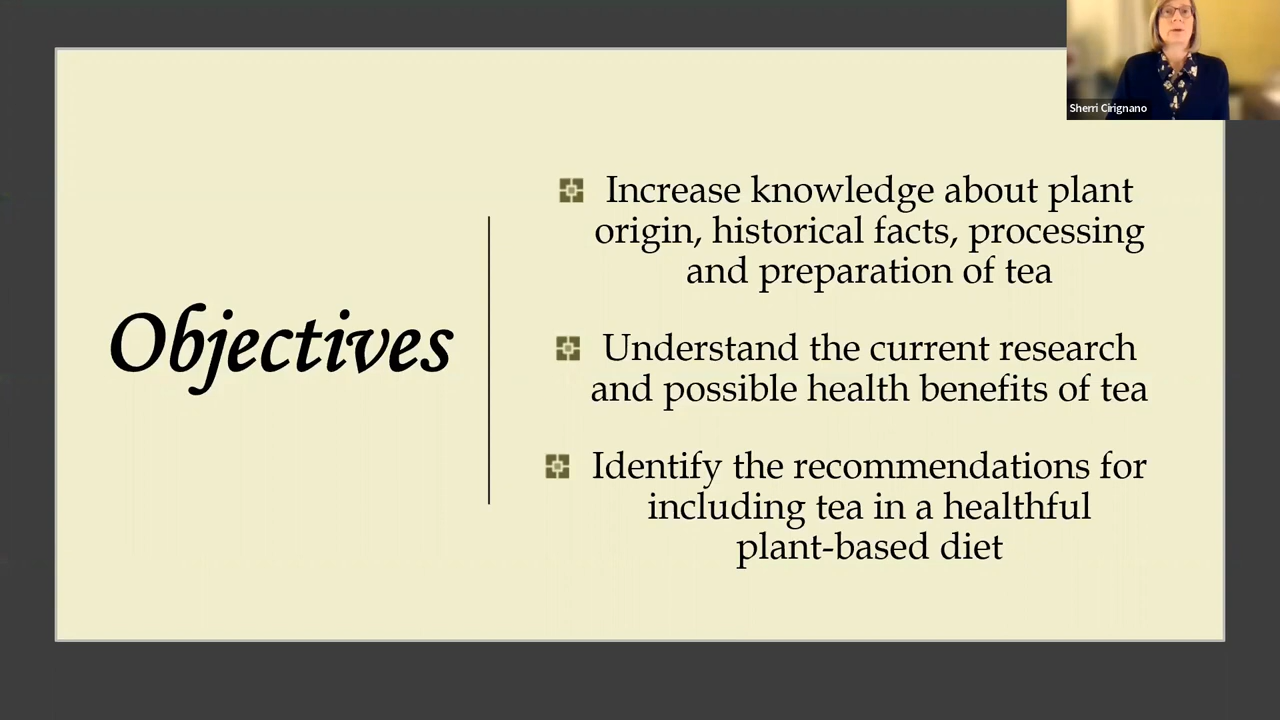 Sherri Cirignano
Objectives
Increase knowledge about plant
origin, historical facts, processing
and preparation of tea
Understand the current research
and possible health benefits of tea
Identify the recommendations for
including tea in a healthful
plant-based diet